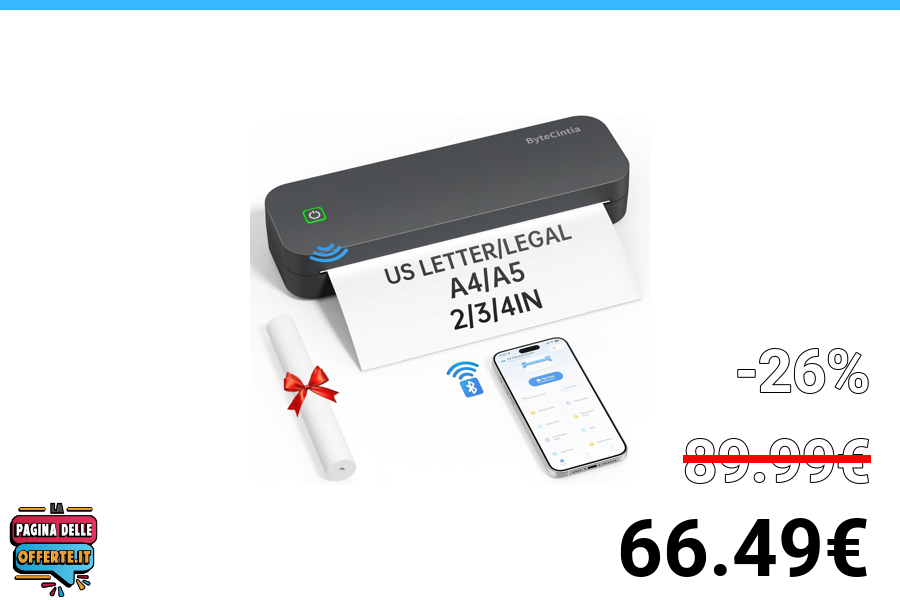 ByteCintia
US LETTER/LEGAL
A4/A5
2/3/4IN
-26%
89.99€
66.49€
LA
PAGINA DELLE
OFFERTE.IT